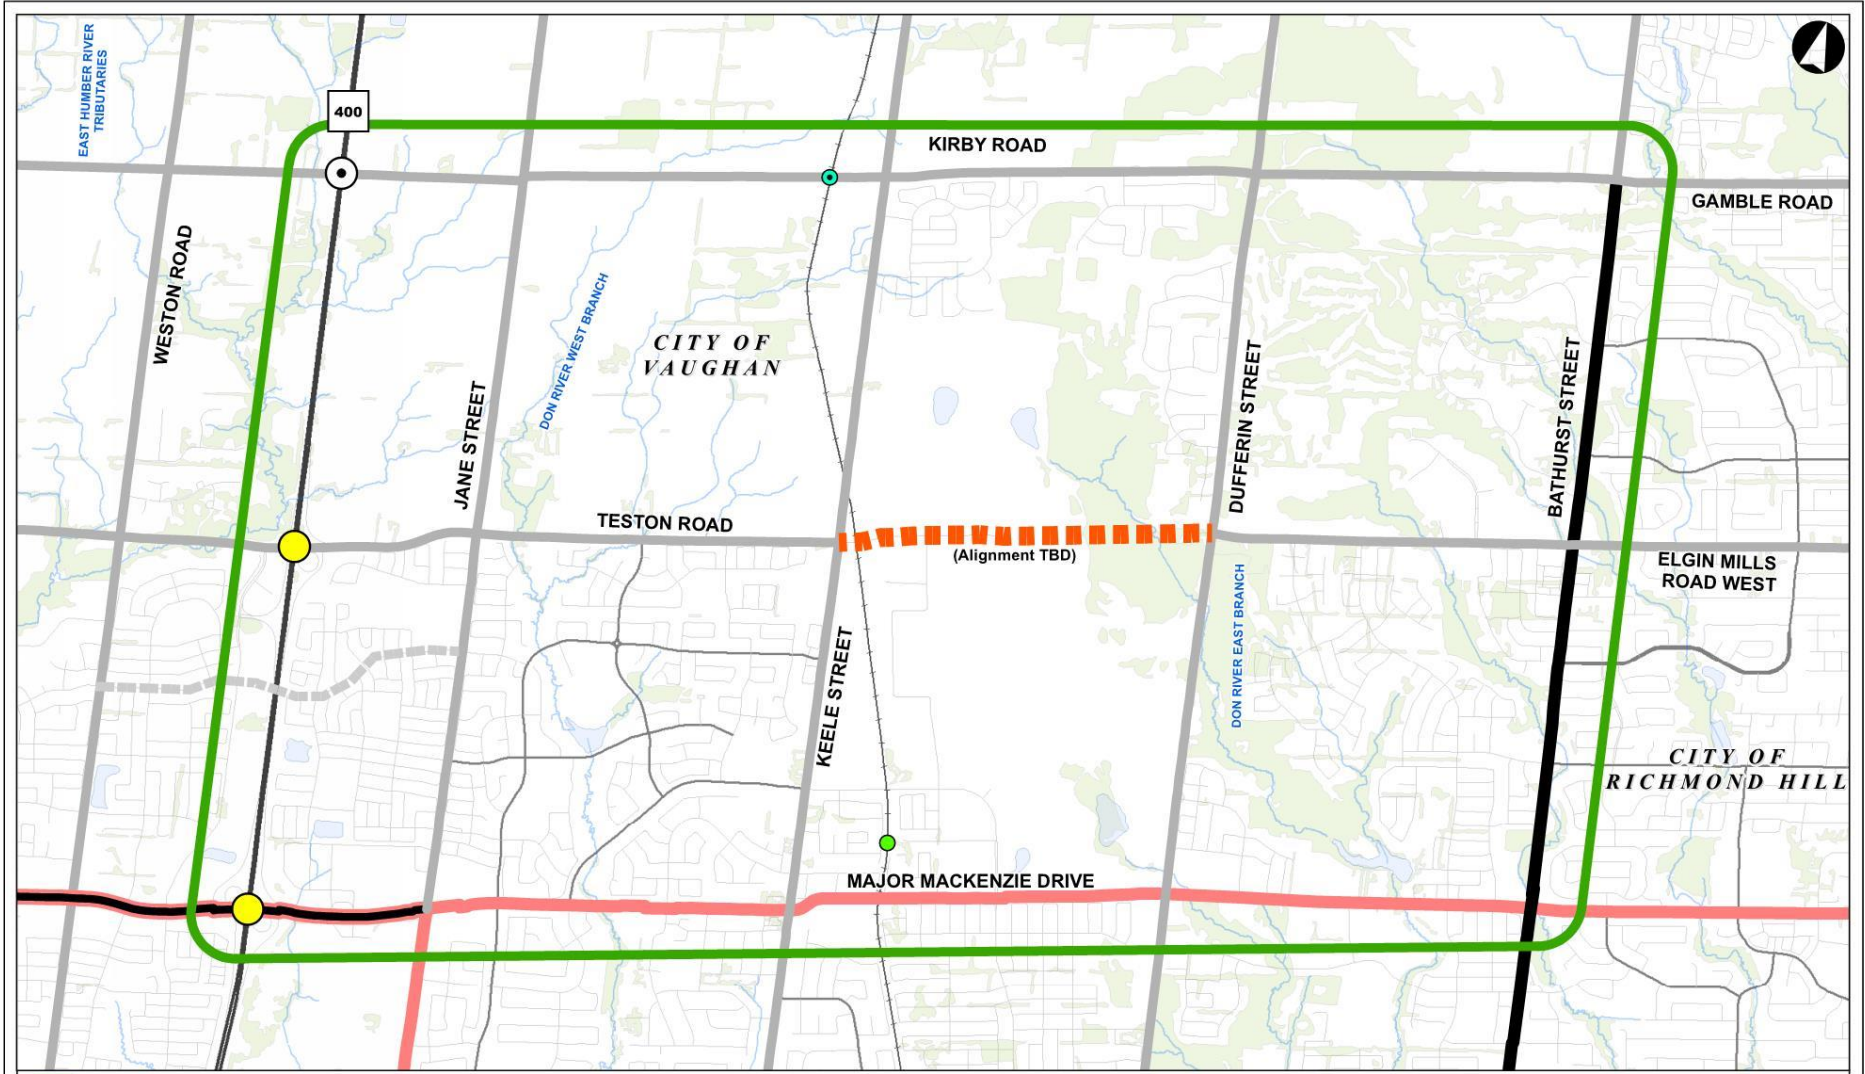 EAST HUMBER RIVER
TRIBUTARIES
400
KIRBY ROAD
GAMBLE ROAD
WESTON ROAD
DON RIVER WEST BRANCH
CITY OF
VAUGHAN
JANE STREET
DUFFERIN STREET
BATHURST STREET
TESTON ROAD
(Alignment TBD)
ELGIN MILLS
ROAD WEST
DON RIVER EAST BRANCH
KEELE STREET
CITY OF
RICHMOND HILL
MAJOR MACKENZIE DRIVE